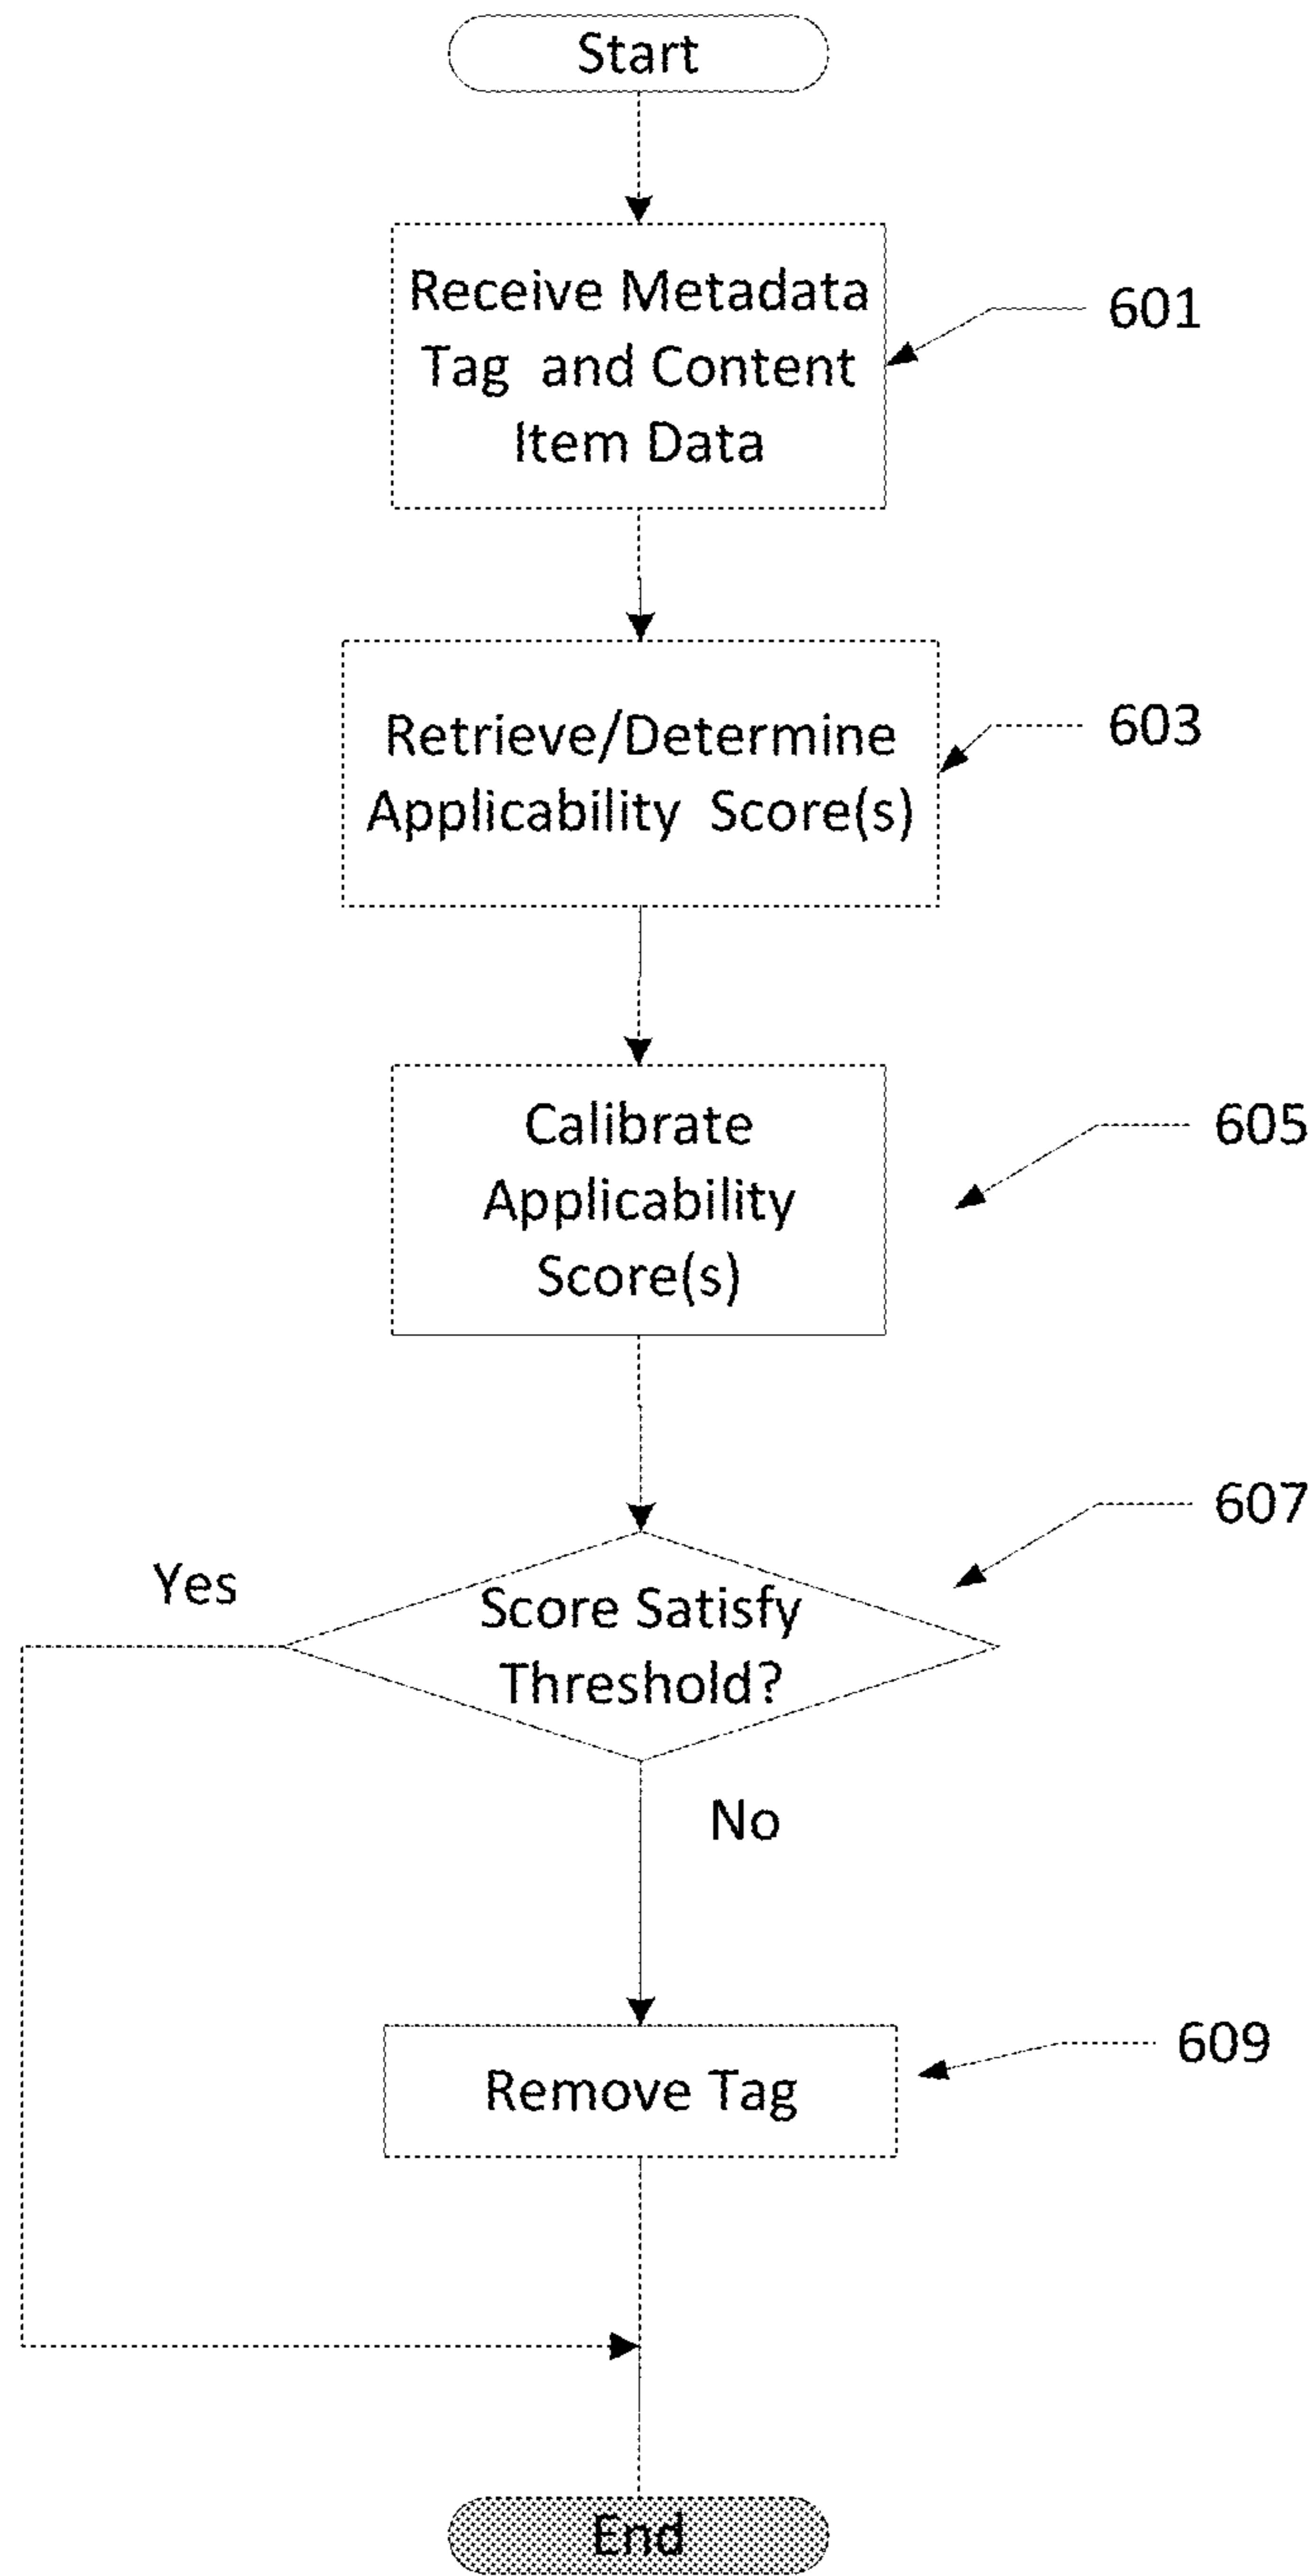 Start
Receive Metadata
Tag and Content
Item Data
601
Retrieve/Determine
Applicability Score(s)
603
Calibrate
Applicability
Score(s)
605
607
Yes
Score Satisfy
Threshold?
No
Remove Tag
609
End